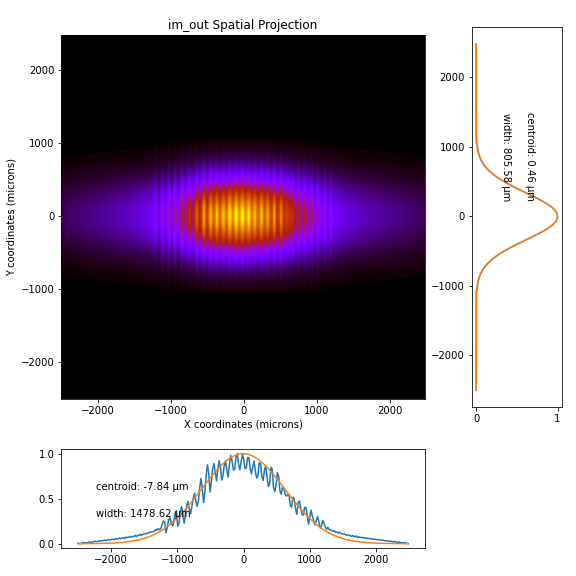 im_out Spatial Projection
2000
1000
0
−1000
−2000
Y coordinates (microns)
−2000 −1000 0 1000 2000
X coordinates (microns)
2000
1000
0
−1000
−2000
0 1
centroid: 0.46 μm
width: 805.58 μm
1.0
0.5
0.0
centroid: -7.84 μm
width: 1478.62 μm
−2000 −1000 0 1000 2000